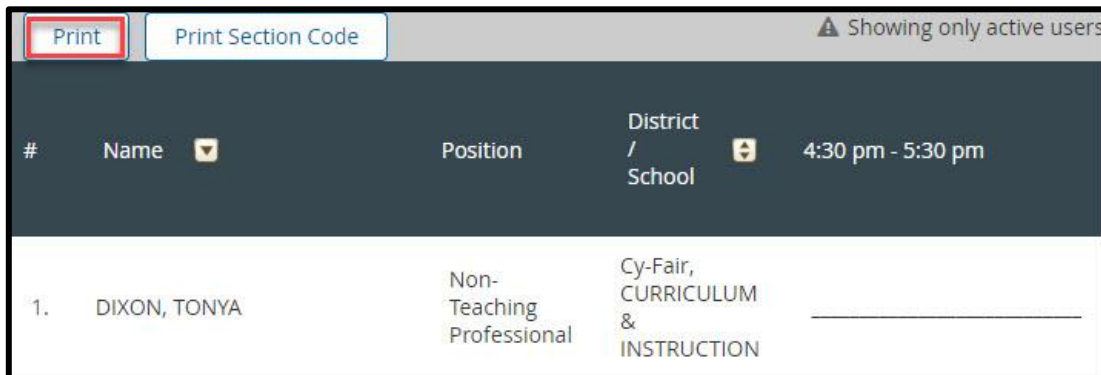 Print Print Section Code ⚠ Showing only active users
# Name Position District / School 4:30 pm - 5:30 pm
1. DIXON, TONYA Non-Teaching Professional Cy-Fair, CURRICULUM & INSTRUCTION ____________________